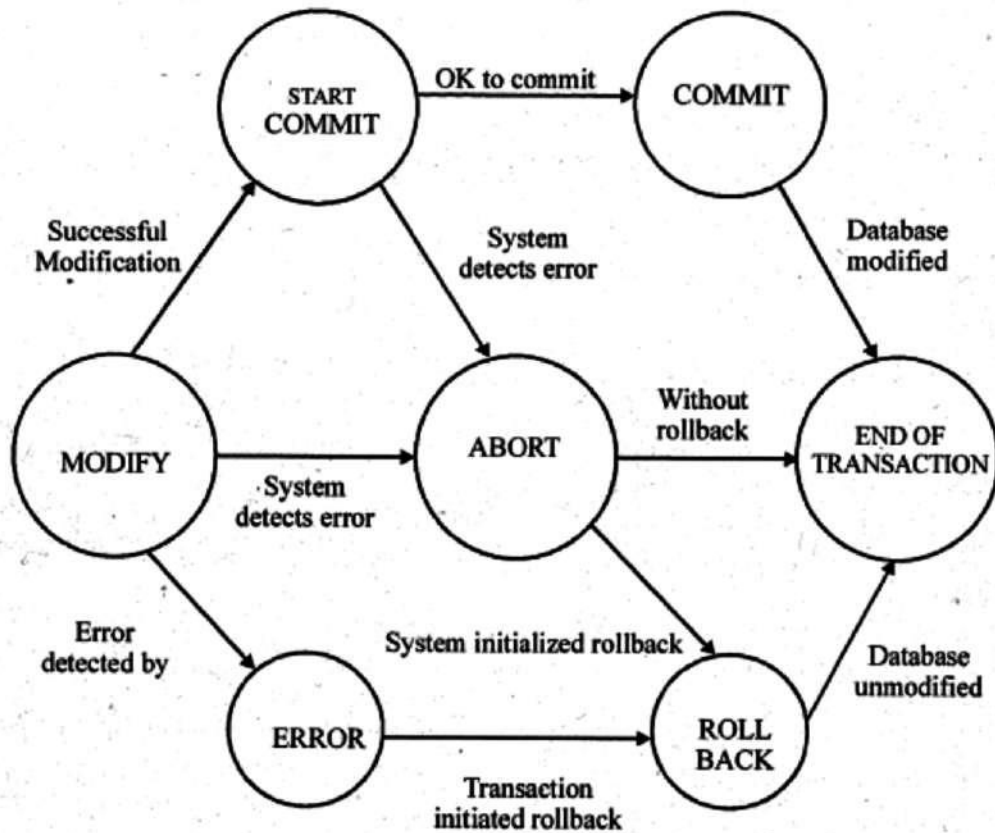 START
COMMIT
OK to commit
COMMIT
Successful
Modification
System
detects error
Database
modified
MODIFY
System
detects error
ABORT
Without
rollback
END OF
TRANSACTION
Error
detected by
System initialized rollback
Database
unmodified
ERROR
Transaction
initiated rollback
ROLL
BACK